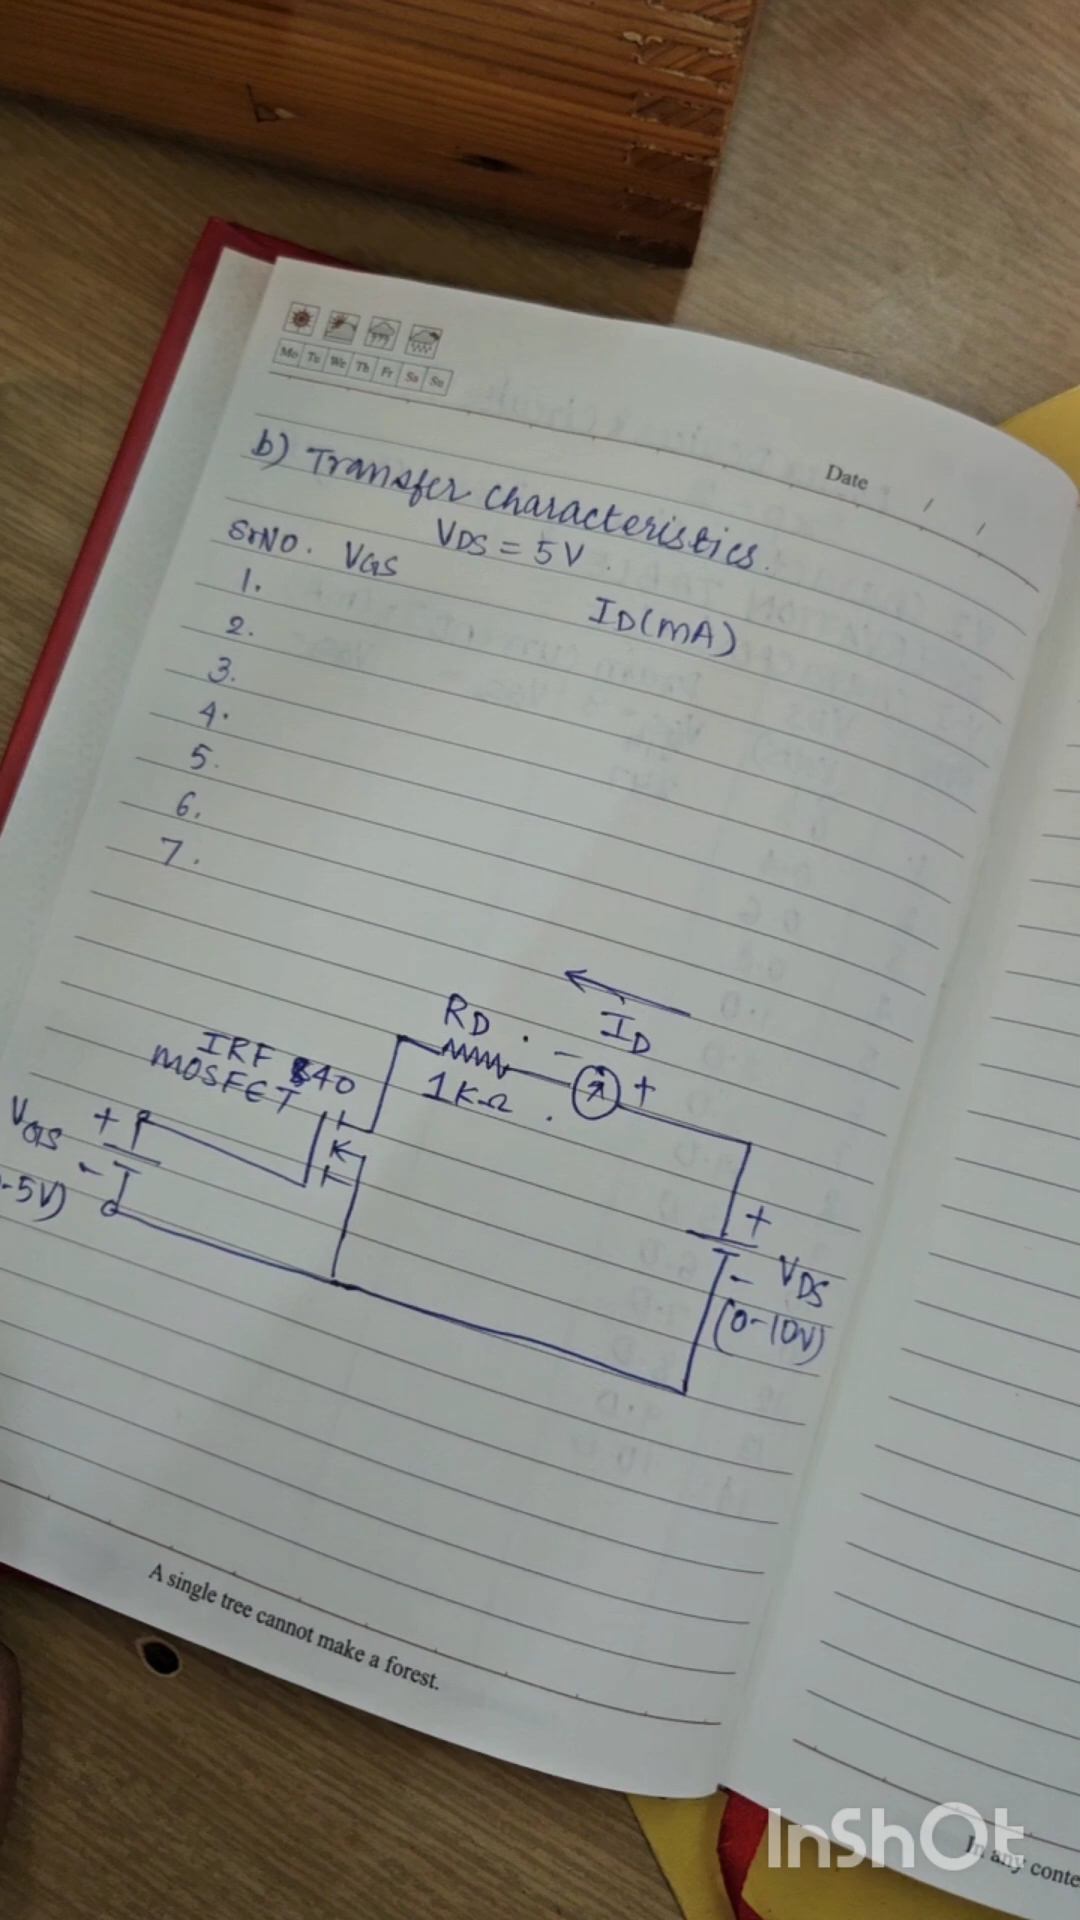 Mo Tu We Th Fr Sa Su
Date / /
b) Transfer characteristics.
VDS = 5V.
SrNO. VGS ID(mA)
1.
2.
3.
4.
5.
6.
7.
ID
RD
1KΩ
- +
IRF 840
MOSFET
VGS + -
-5V)
+
- VDS
(0-10V)
A single tree cannot make a forest.
In any conte
InShOt